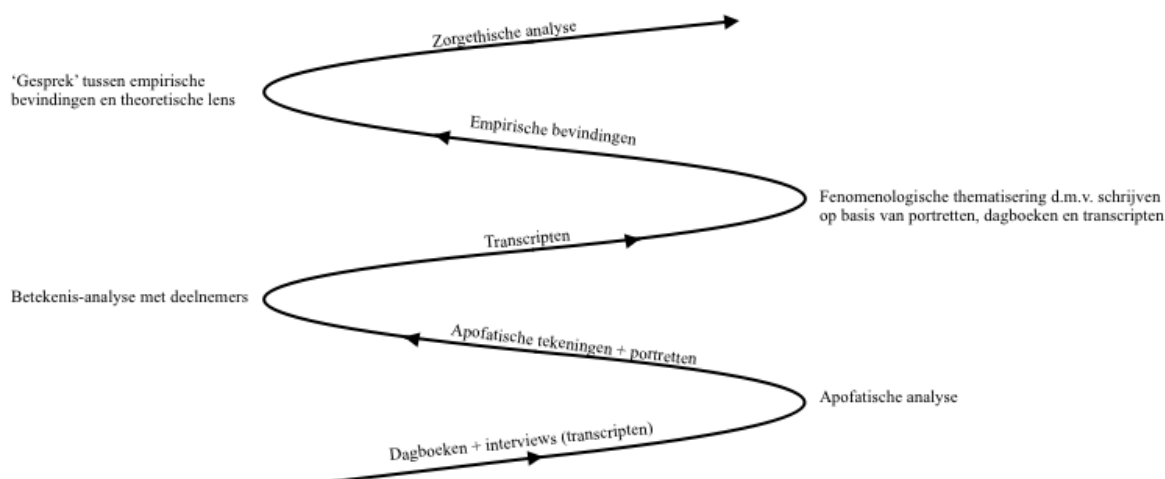 Zorgethische analyse
‘Gesprek’ tussen empirische
bevindingen en theoretische lens
Empirische bevindingen
Fenomenologische thematisering d.m.v. schrijven
op basis van portretten, dagboeken en transcripten
Transcripten
Betekenis-analyse met deelnemers
Apofatische tekeningen + portretten
Apofatische analyse
Dagboeken + interviews (transcripten)